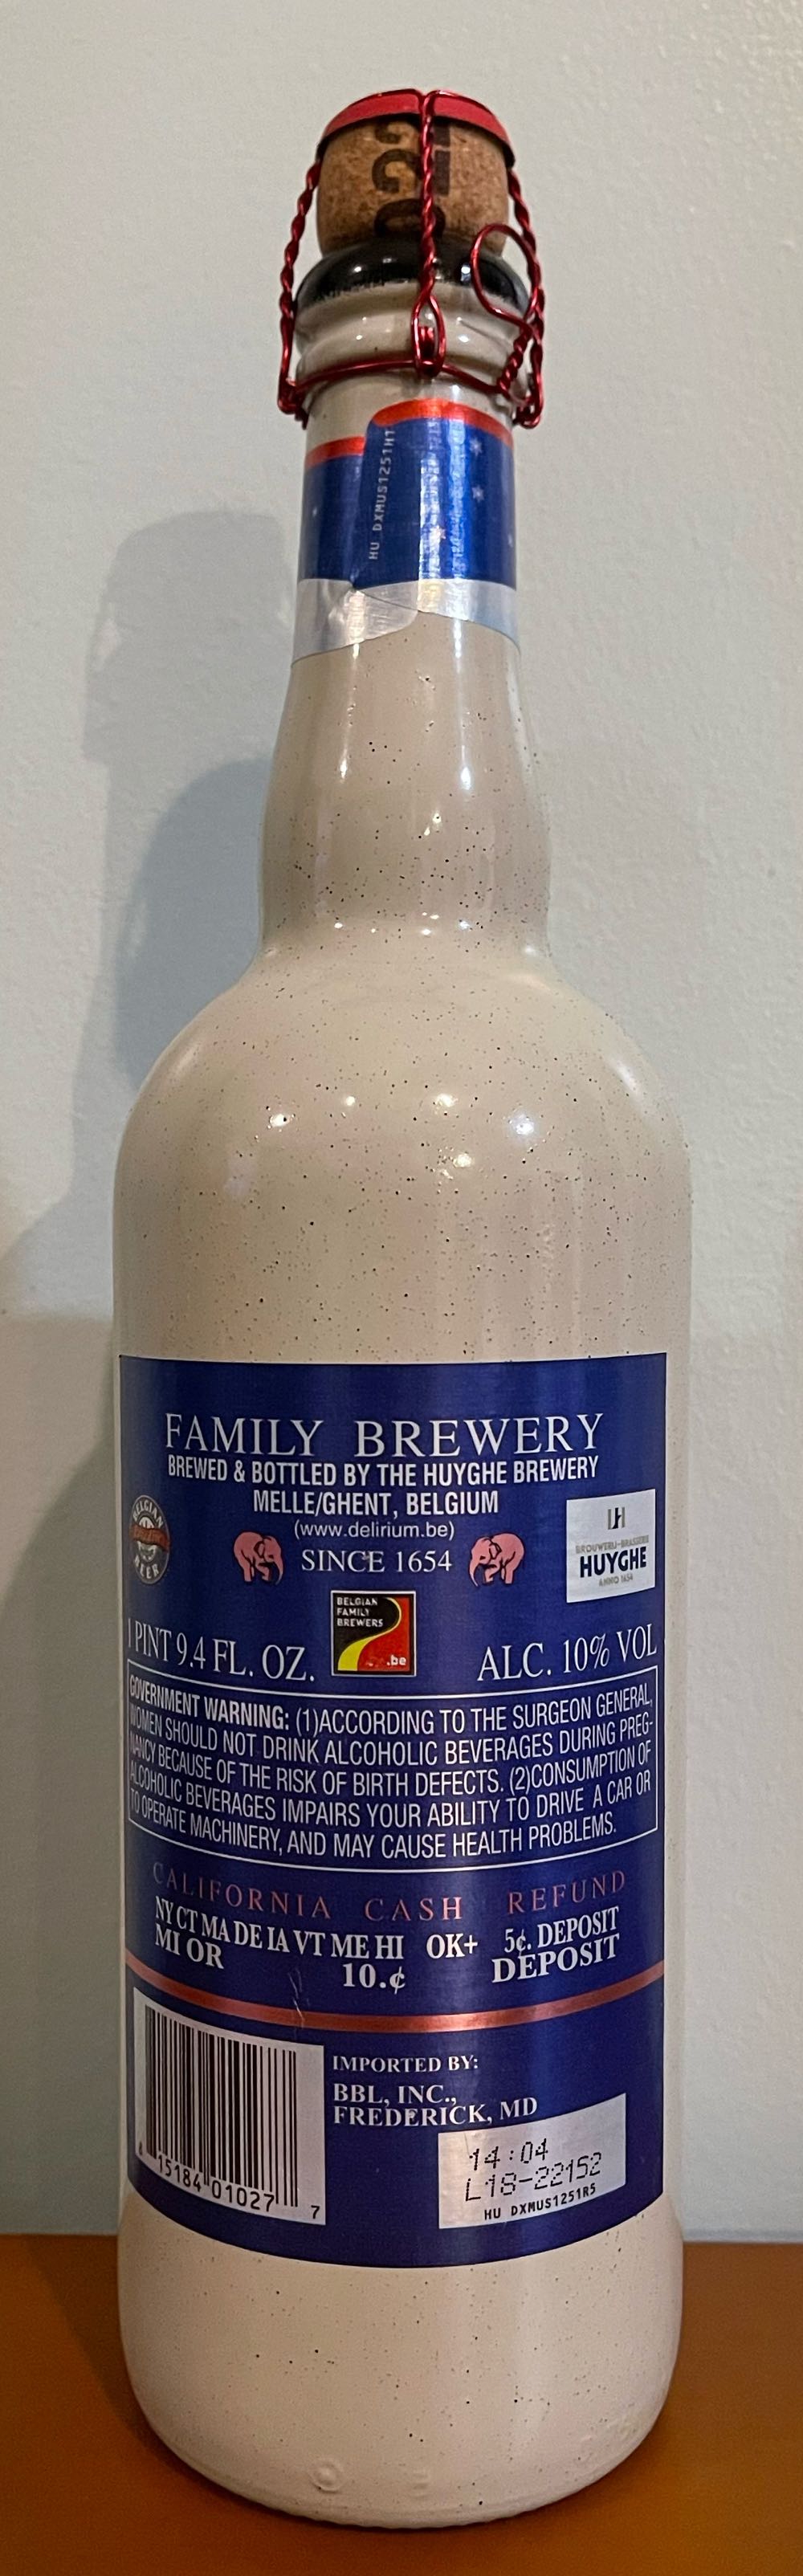 HU DXMUS1251HT
FAMILY BREWERY
BREWED & BOTTLED BY THE HUYGHE BREWERY
MELLE/GHENT, BELGIUM
(www.delirium.be)
SINCE 1654
BELGIAN
BEER
BROUWERIJ-BRASSERIE
HUYGHE
ANNO 1654
BELGIAN
FAMILY
BREWERS
.be
1 PINT 9.4 FL. OZ.
ALC. 10% VOL
GOVERNMENT WARNING: (1)ACCORDING TO THE SURGEON GENERAL,
WOMEN SHOULD NOT DRINK ALCOHOLIC BEVERAGES DURING PREG-
NANCY BECAUSE OF THE RISK OF BIRTH DEFECTS. (2)CONSUMPTION OF
ALCOHOLIC BEVERAGES IMPAIRS YOUR ABILITY TO DRIVE A CAR OR
TO OPERATE MACHINERY, AND MAY CAUSE HEALTH PROBLEMS.
CALIFORNIA CASH REFUND
NY CT MA DE IA VT ME HI OK+ 5¢. DEPOSIT
MI OR 10.¢ DEPOSIT
IMPORTED BY:
BBL, INC.,
FREDERICK, MD
6 15184 01027 7
14:04
L18-22152
HU DXMUS1251R5